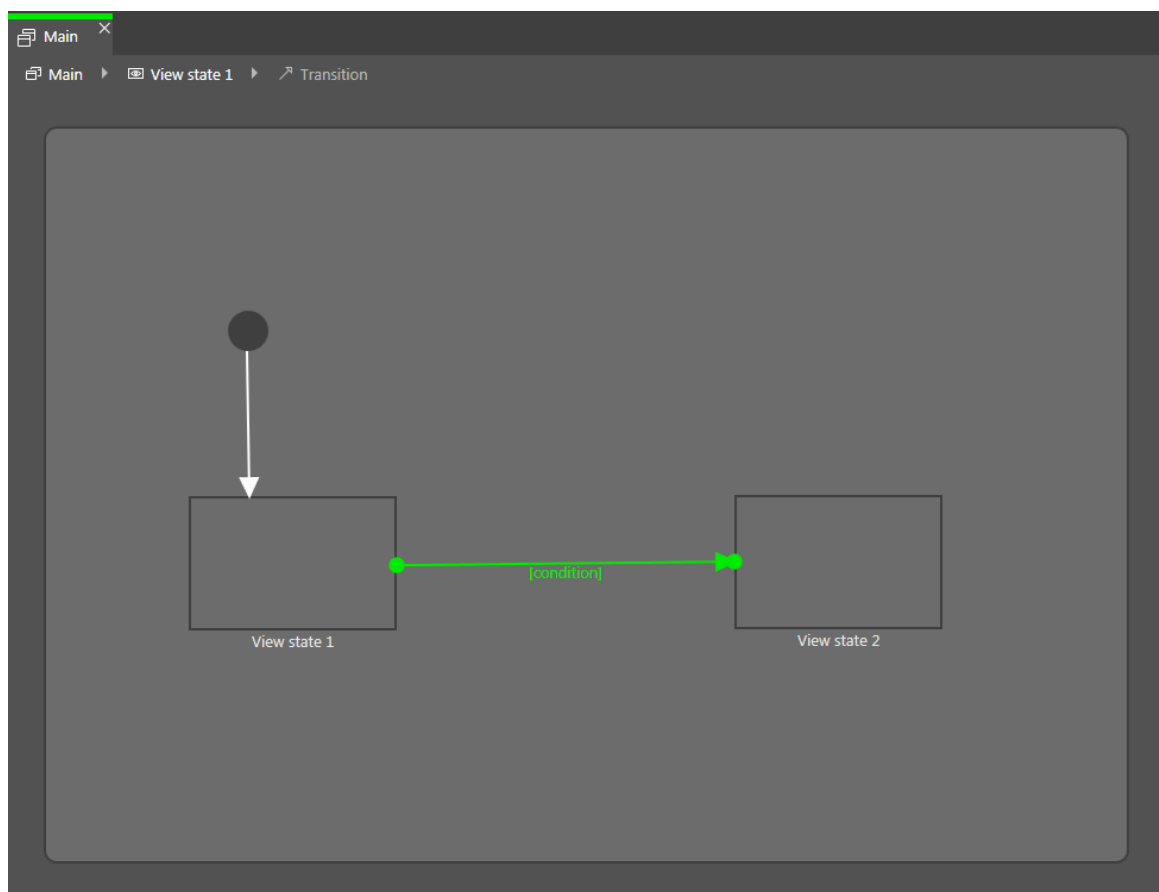 Main
Main View state 1 Transition
[condition]
View state 1
View state 2